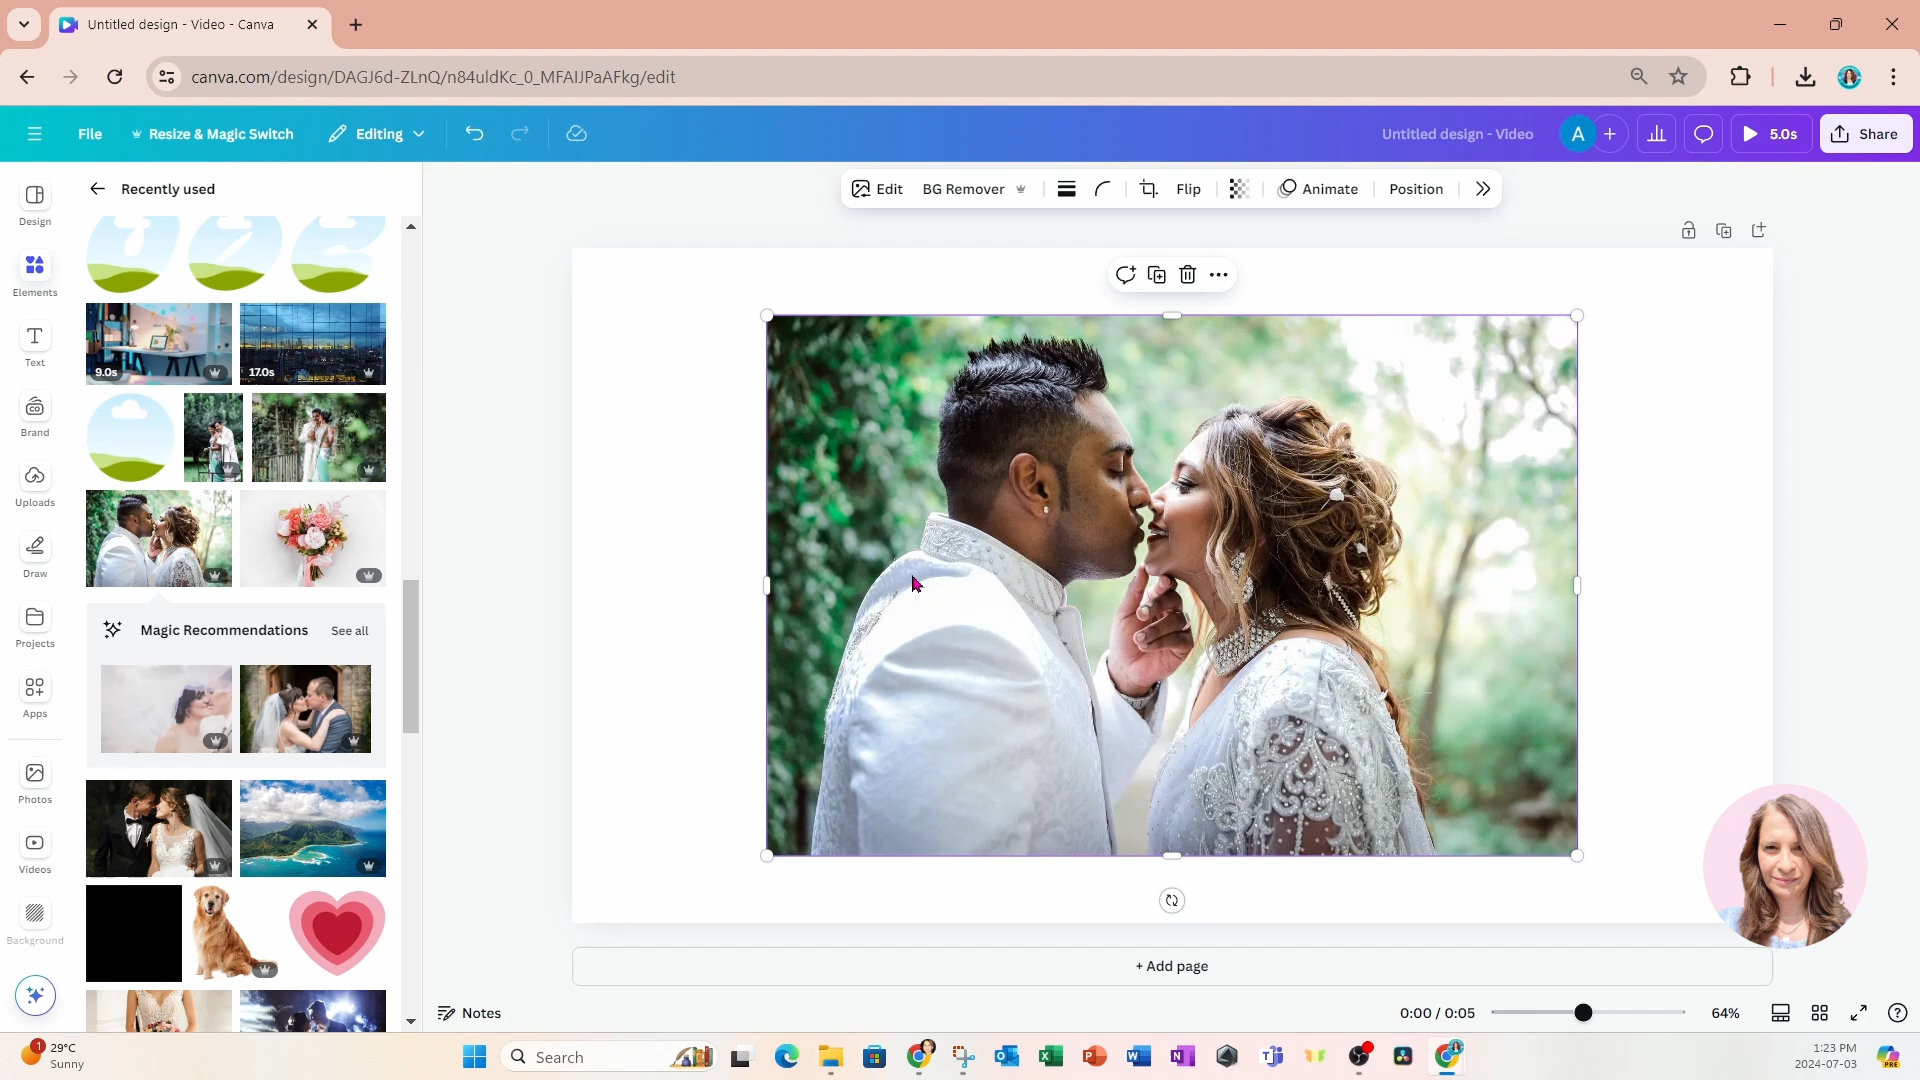 Untitled design - Video - Canva
canva.com/design/DAGJ6d-ZLnQ/n84uldKc_0_MFAIJPaAFkg/edit
File
Resize & Magic Switch
Editing
Untitled design - Video
A
5.0s
Share
Recently used
Edit
BG Remover
Flip
Animate
Position
Design
Elements
Text
Brand
Uploads
Draw
Projects
Apps
Photos
Videos
Background
9.0s
17.0s
Magic Recommendations
See all
+ Add page
Notes
0:00 / 0:05
64%
1
29°C
Sunny
Search
1:23 PM
2024-07-03